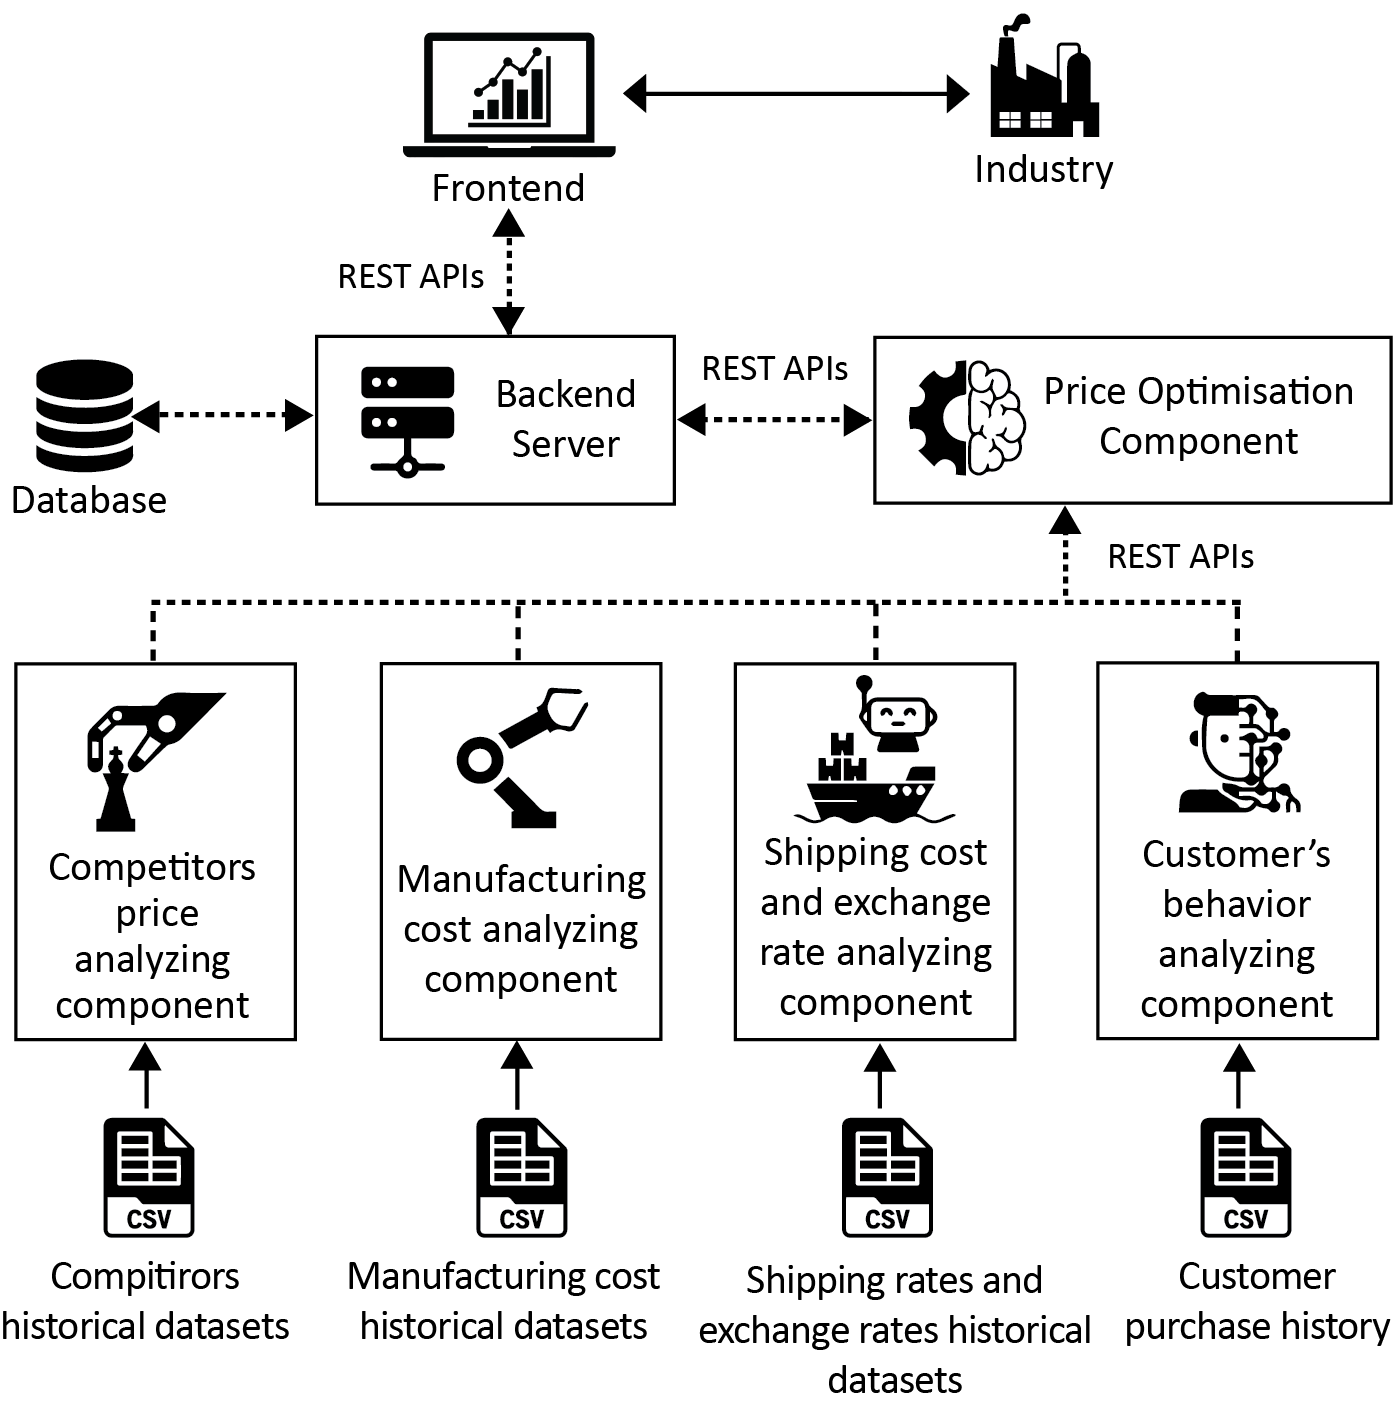 Frontend
Industry
REST APIs
Database
Backend
Server
REST APIs
Price Optimisation
Component
REST APIs
Competitors
price
analyzing
component
Manufacturing
cost analyzing
component
Shipping cost
and exchange
rate analyzing
component
Customer’s
behavior
analyzing
component
CSV
CSV
CSV
CSV
Compitirors
historical datasets
Manufacturing cost
historical datasets
Shipping rates and
exchange rates historical
datasets
Customer
purchase history